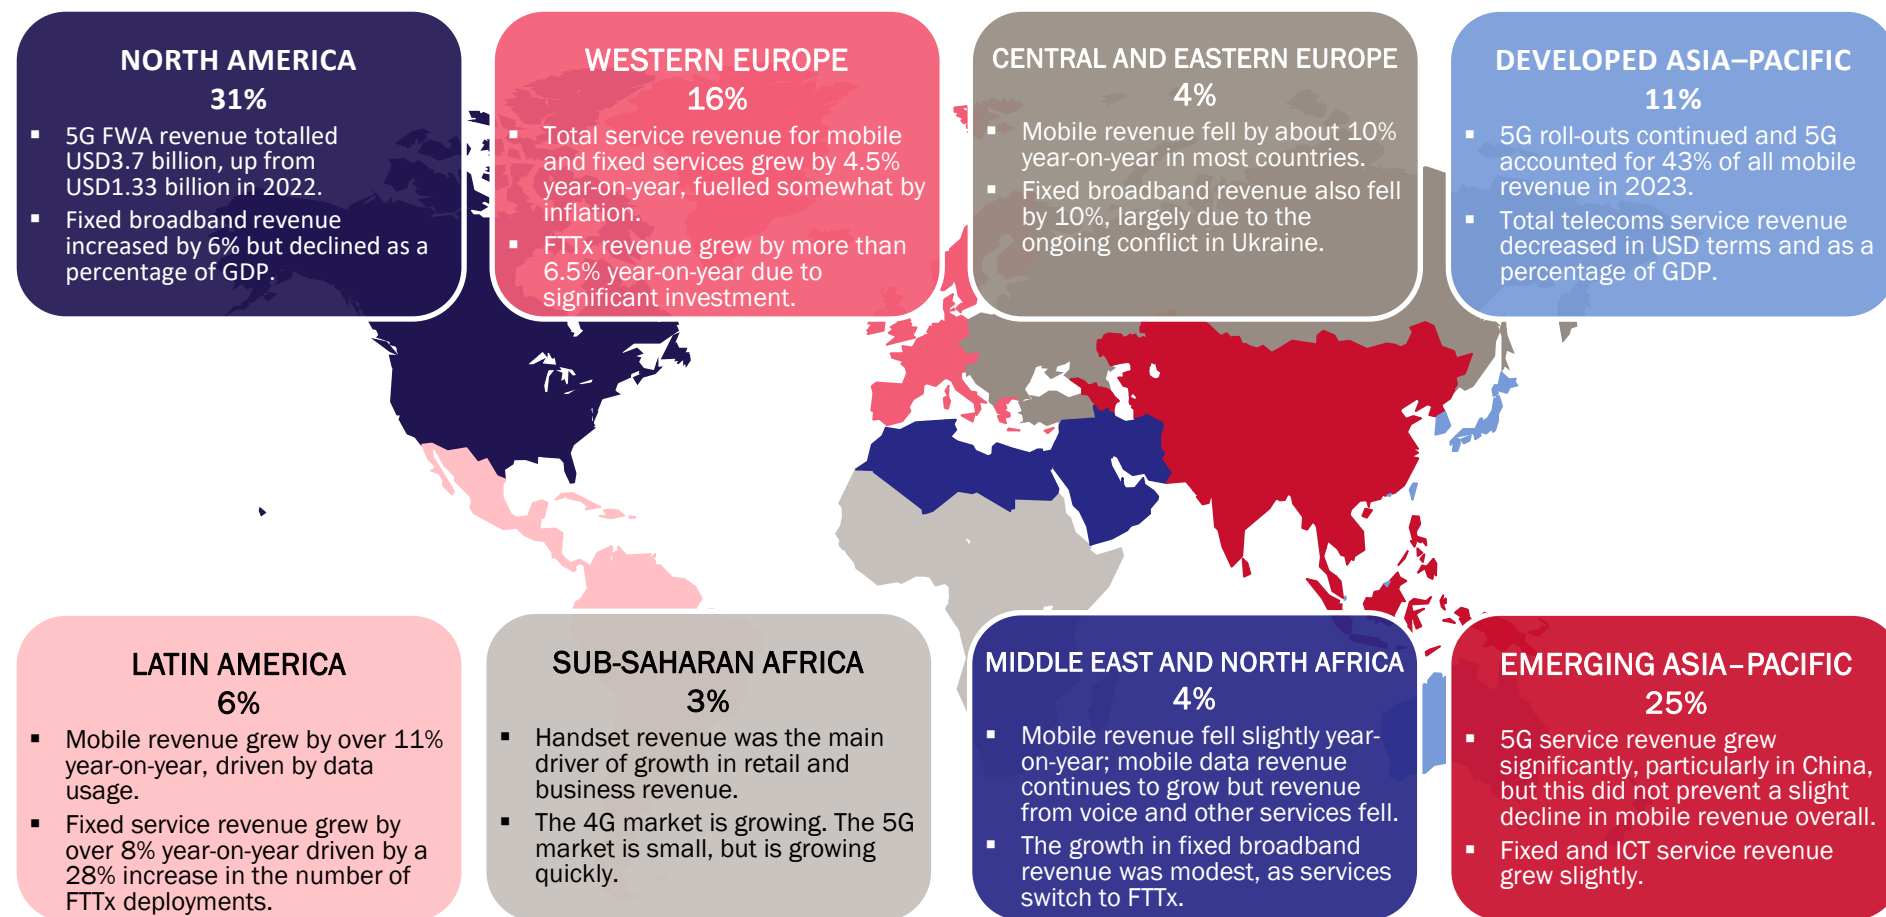 NORTH AMERICA
31%
▪ 5G FWA revenue totalled
USD3.7 billion, up from
USD1.33 billion in 2022.
▪ Fixed broadband revenue
increased by 6% but declined as a
percentage of GDP.
WESTERN EUROPE
16%
▪ Total service revenue for mobile
and fixed services grew by 4.5%
year-on-year, fuelled somewhat by
inflation.
▪ FTTx revenue grew by more than
6.5% year-on-year due to
significant investment.
CENTRAL AND EASTERN EUROPE
4%
▪ Mobile revenue fell by about 10%
year-on-year in most countries.
▪ Fixed broadband revenue also fell
by 10%, largely due to the
ongoing conflict in Ukraine.
DEVELOPED ASIA–PACIFIC
11%
▪ 5G roll-outs continued and 5G
accounted for 43% of all mobile
revenue in 2023.
▪ Total telecoms service revenue
decreased in USD terms and as a
percentage of GDP.
LATIN AMERICA
6%
▪ Mobile revenue grew by over 11%
year-on-year, driven by data
usage.
▪ Fixed service revenue grew by
over 8% year-on-year driven by a
28% increase in the number of
FTTx deployments.
SUB-SAHARAN AFRICA
3%
▪ Handset revenue was the main
driver of growth in retail and
business revenue.
▪ The 4G market is growing. The 5G
market is small, but is growing
quickly.
MIDDLE EAST AND NORTH AFRICA
4%
▪ Mobile revenue fell slightly year-
on-year; mobile data revenue
continues to grow but revenue
from voice and other services fell.
▪ The growth in fixed broadband
revenue was modest, as services
switch to FTTx.
EMERGING ASIA–PACIFIC
25%
▪ 5G service revenue grew
significantly, particularly in China,
but this did not prevent a slight
decline in mobile revenue overall.
▪ Fixed and ICT service revenue
grew slightly.